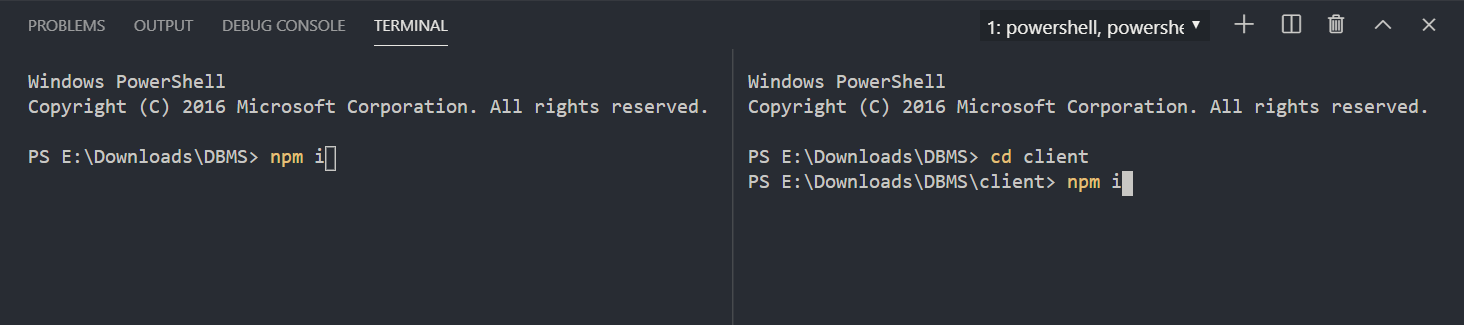 PROBLEMS OUTPUT DEBUG CONSOLE TERMINAL 1: powershell, powershe
Windows PowerShell
Copyright (C) 2016 Microsoft Corporation. All rights reserved.
PS E:\Downloads\DBMS> npm i
Windows PowerShell
Copyright (C) 2016 Microsoft Corporation. All rights reserved.
PS E:\Downloads\DBMS> cd client
PS E:\Downloads\DBMS\client> npm i